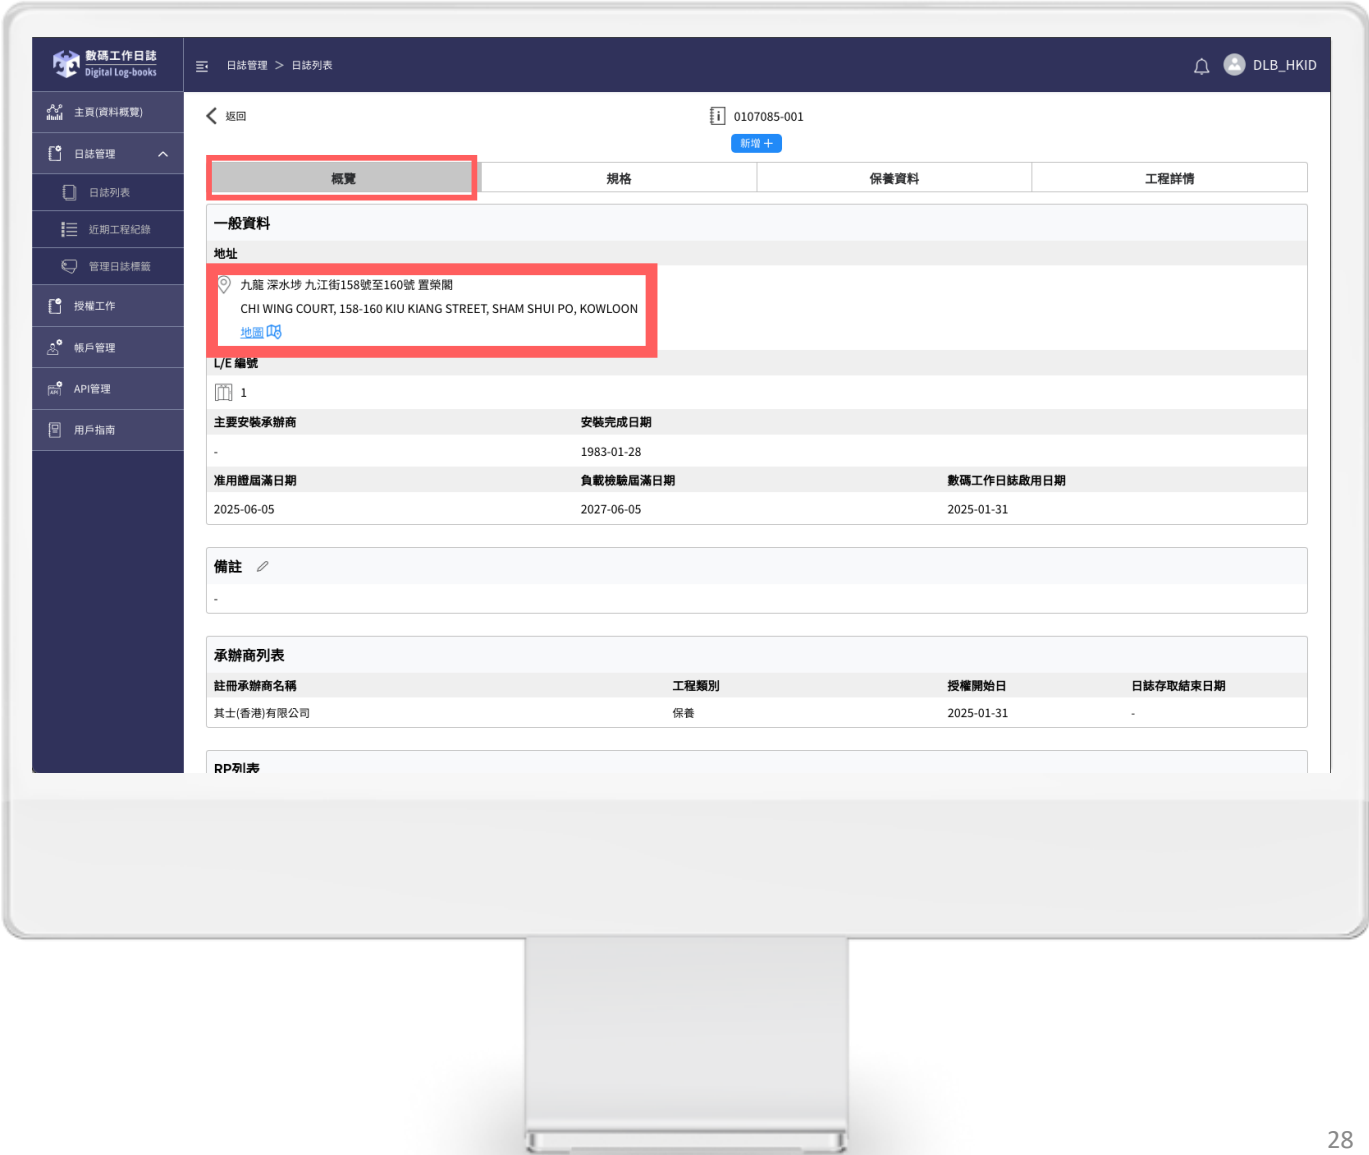 數碼工作日誌
Digital Log-books
日誌管理 > 日誌列表
DLB_HKID
主頁(資料概覽)
日誌管理
日誌列表
近期工程紀錄
管理日誌標籤
授權工作
帳戶管理
API管理
用戶指南
返回
0107085-001
新增 +
概覽 規格 保養資料 工程詳情
一般資料
地址
九龍 深水埗 九江街158號至160號 置榮閣
CHI WING COURT, 158-160 KIU KIANG STREET, SHAM SHUI PO, KOWLOON
地圖
L/E 編號
1
主要安裝承辦商 安裝完成日期
- 1983-01-28
准用證屆滿日期 負載檢驗屆滿日期 數碼工作日誌啟用日期
2025-06-05 2027-06-05 2025-01-31
備註
-
承辦商列表
註冊承辦商名稱 工程類別 授權開始日 日誌存取結束日期
其士(香港)有限公司 保養 2025-01-31 -
RP列表
28